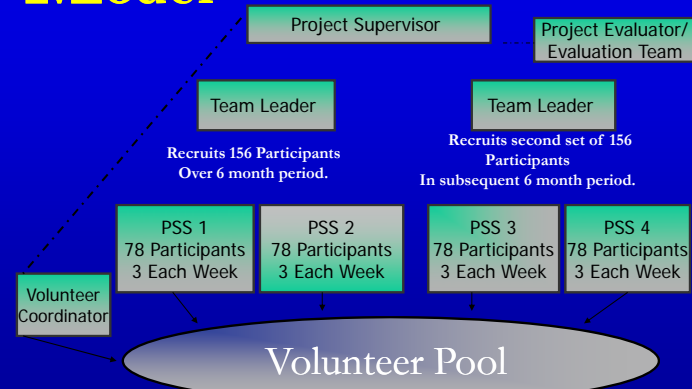 Model
Project Supervisor
Project Evaluator/
Evaluation Team
Team Leader
Recruits 156 Participants
Over 6 month period.
Team Leader
Recruits second set of 156
Participants
In subsequent 6 month period.
PSS 1
78 Participants
3 Each Week
PSS 2
78 Participants
3 Each Week
PSS 3
78 Participants
3 Each Week
PSS 4
78 Participants
3 Each Week
Volunteer
Coordinator
Volunteer Pool